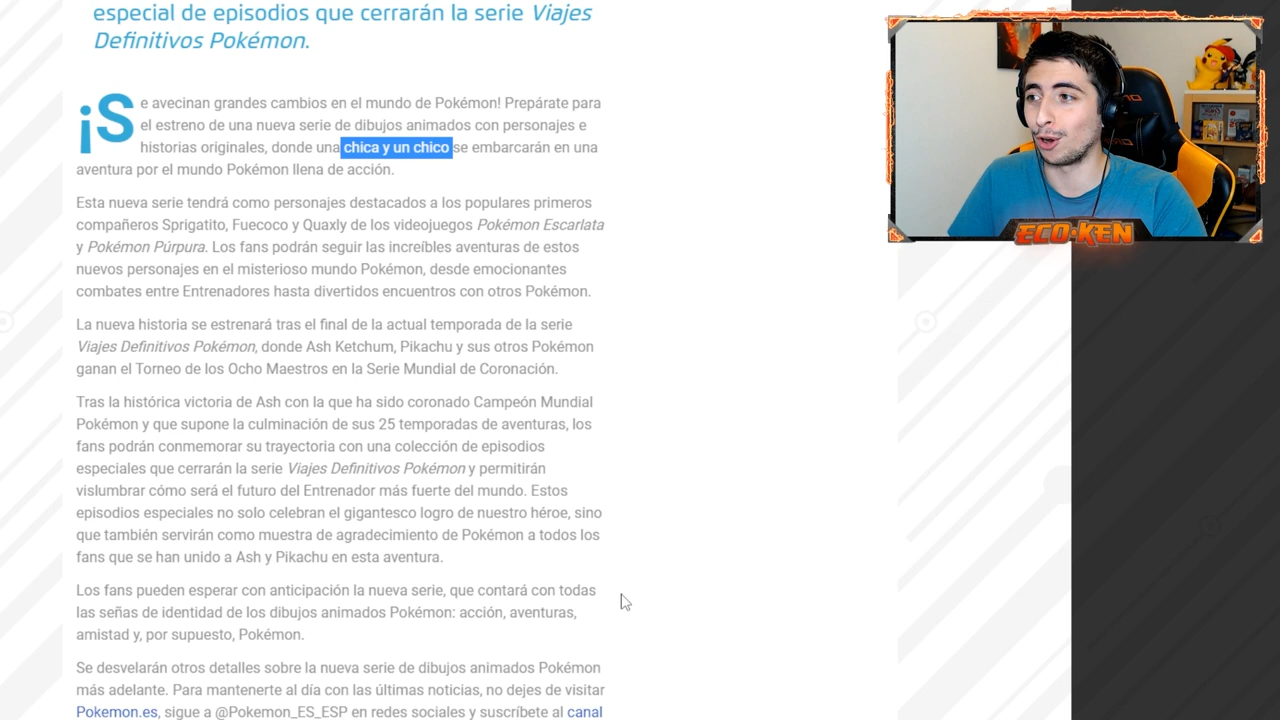 especial de episodios que cerrarán la serie Viajes
Definitivos Pokémon.
¡Se avecinan grandes cambios en el mundo de Pokémon! Prepárate para
el estreno de una nueva serie de dibujos animados con personajes e
historias originales, donde una chica y un chico se embarcarán en una
aventura por el mundo Pokémon llena de acción.
Esta nueva serie tendrá como personajes destacados a los populares primeros
compañeros Sprigatito, Fuecoco y Quaxly de los videojuegos Pokémon Escarlata
y Pokémon Púrpura. Los fans podrán seguir las increíbles aventuras de estos
nuevos personajes en el misterioso mundo Pokémon, desde emocionantes
combates entre Entrenadores hasta divertidos encuentros con otros Pokémon.
La nueva historia se estrenará tras el final de la actual temporada de la serie
Viajes Definitivos Pokémon, donde Ash Ketchum, Pikachu y sus otros Pokémon
ganan el Torneo de los Ocho Maestros en la Serie Mundial de Coronación.
Tras la histórica victoria de Ash con la que ha sido coronado Campeón Mundial
Pokémon y que supone la culminación de sus 25 temporadas de aventuras, los
fans podrán conmemorar su trayectoria con una colección de episodios
especiales que cerrarán la serie Viajes Definitivos Pokémon y permitirán
vislumbrar cómo será el futuro del Entrenador más fuerte del mundo. Estos
episodios especiales no solo celebran el gigantesco logro de nuestro héroe, sino
que también servirán como muestra de agradecimiento de Pokémon a todos los
fans que se han unido a Ash y Pikachu en esta aventura.
Los fans pueden esperar con anticipación la nueva serie, que contará con todas
las señas de identidad de los dibujos animados Pokémon: acción, aventuras,
amistad y, por supuesto, Pokémon.
Se desvelarán otros detalles sobre la nueva serie de dibujos animados Pokémon
más adelante. Para mantenerte al día con las últimas noticias, no dejes de visitar
Pokemon.es, sigue a @Pokemon_ES_ESP en redes sociales y suscríbete al canal
ECO-KEN